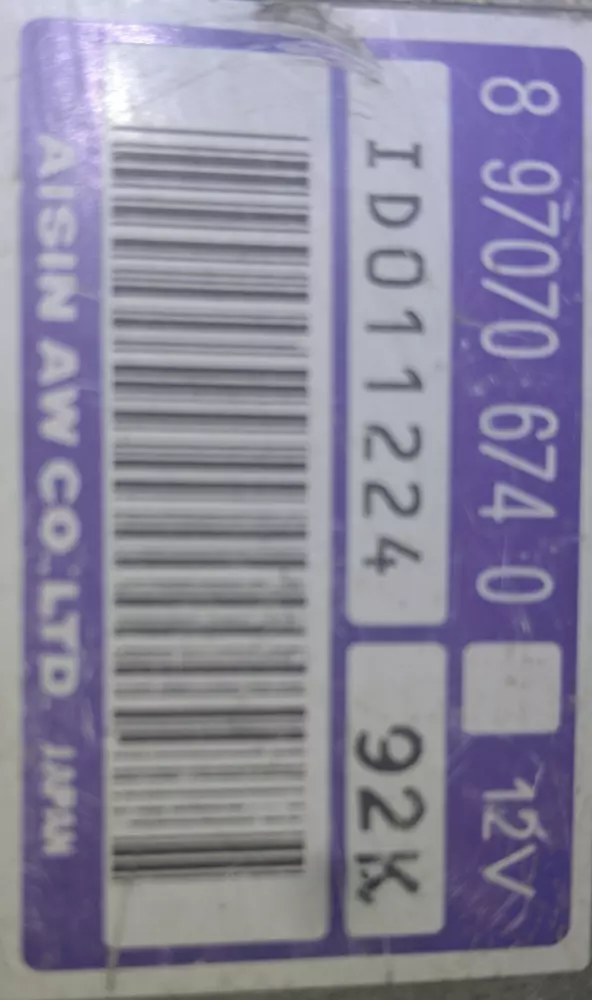 8 97070 674 0 12V
ID011224 92K
AISIN AW CO.LTD. JAPAN